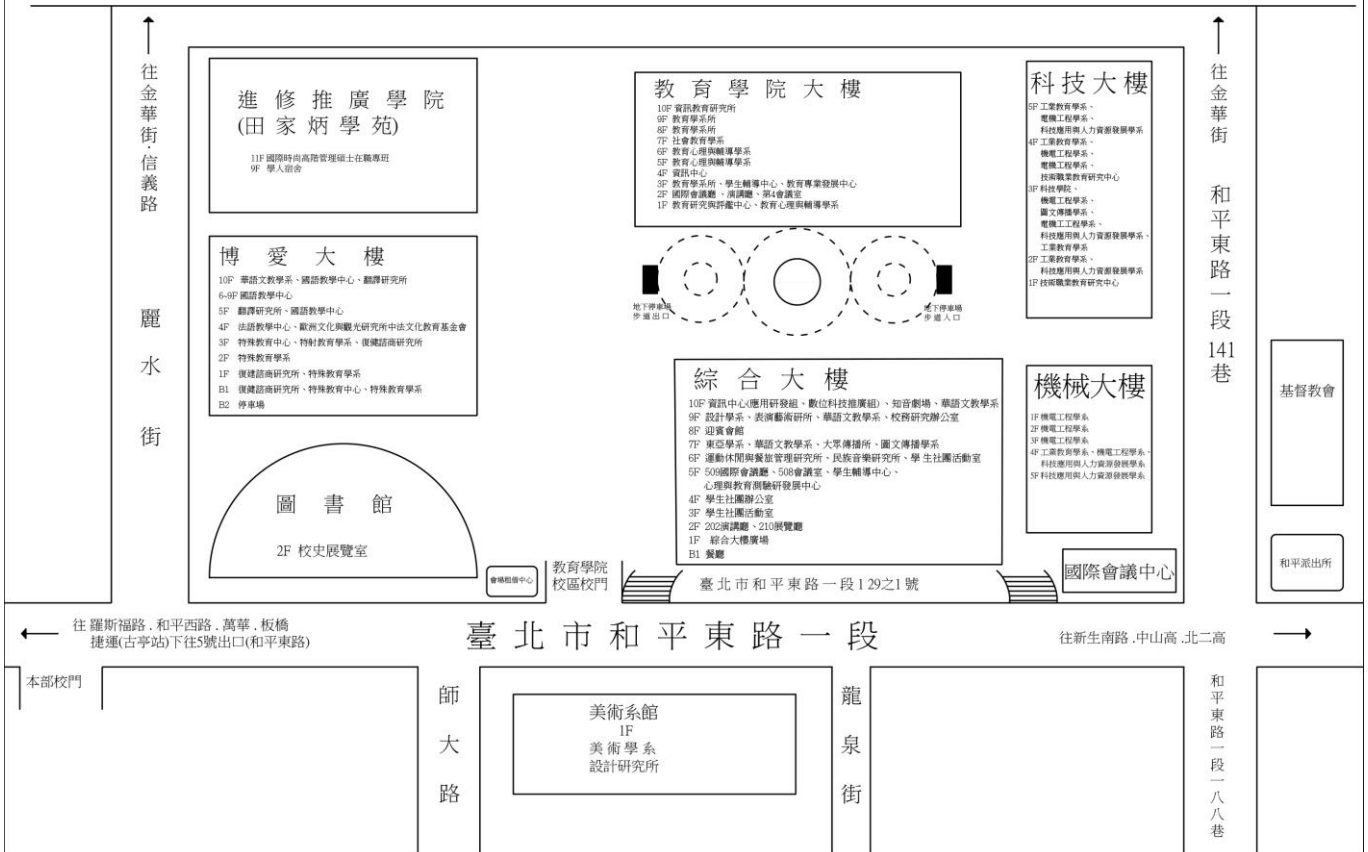 往金華街.信義路
麗水街
進修推廣學院
(田家炳學苑)
11F 國際時尚高階管理碩士在職專班
9F 學人宿舍
博愛大樓
10F 華語文教學系、國語教學中心、翻譯研究所
6-9F 國語教學中心
5F 翻譯研究所、國語教學中心
4F 法語教學中心、歐洲文化與觀光研究所中法文化教育基金會
3F 特殊教育中心、特射教育學系、復健諮商研究所
2F 特殊教育學系
1F 復健諮商研究所、特殊教育學系
B1 復健諮商研究所、特殊教育中心、特殊教育學系
B2 停車場
圖書館
2F 校史展覽室
會場租借中心
教育學院
校區校門
教育學院大樓
10F 資訊教育研究所
9F 教育學系所
8F 教育學系所
7F 社會教育學系
6F 教育心理與輔導學系
5F 教育心理與輔導學系
4F 資訊中心
3F 教育學系所、學生輔導中心、教育專業發展中心
2F 國際會議廳、演講廳、第4會議室
1F 教育研究與評鑑中心、教育心理與輔導學系
地下停車場
步道出口
地下停車場
步道入口
綜合大樓
10F 資訊中心(應用研發組、數位科技推廣組)、知音劇場、華語文教學系
9F 設計學系、表演藝術研所、華語文教學系、校務研究辦公室
8F 迎賓會館
7F 東亞學系、華語文教學系、大眾傳播所、圖文傳播學系
6F 運動休閒與餐旅管理研究所、民族音樂研究所、學生社團活動室
5F 509國際會議廳、508會議室、學生輔導中心、
心理與教育測驗研發展中心
4F 學生社團辦公室
3F 學生社團活動室
2F 202演講廳、210展覽廳
1F 綜合大樓廣場
B1 餐廳
臺北市和平東路一段129之1號
科技大樓
5F 工業教育學系、
電機工程學系、
科技應用與人力資源發展學系
4F 工業教育學系、
機電工程學系、
電機工程學系、
技術職業教育研究中心
3F 科技學院、
機電工程學系、
圖文傳播學系、
電機工工程學系、
科技應用與人力資源發展學系、
工業教育學系
2F 工業教育學系、
科技應用與人力資源發展學系
1F 技術職業教育研究中心
機械大樓
1F 機電工程學系
2F 機電工程學系
3F 機電工程學系
4F 工業教育學系、機電工程學系、
科技應用與人力資源發展學系
5F 科技應用與人力資源發展學系
國際會議中心
往金華街
和平東路一段141巷
基督教會
和平派出所
往 羅斯福路.和平西路.萬華.板橋
捷運(古亭站)下往5號出口(和平東路)
臺北市和平東路一段
往新生南路.中山高.北二高
本部校門
師大路
美術系館
1F
美術學系
設計研究所
龍泉街
和平東路一段一八八巷